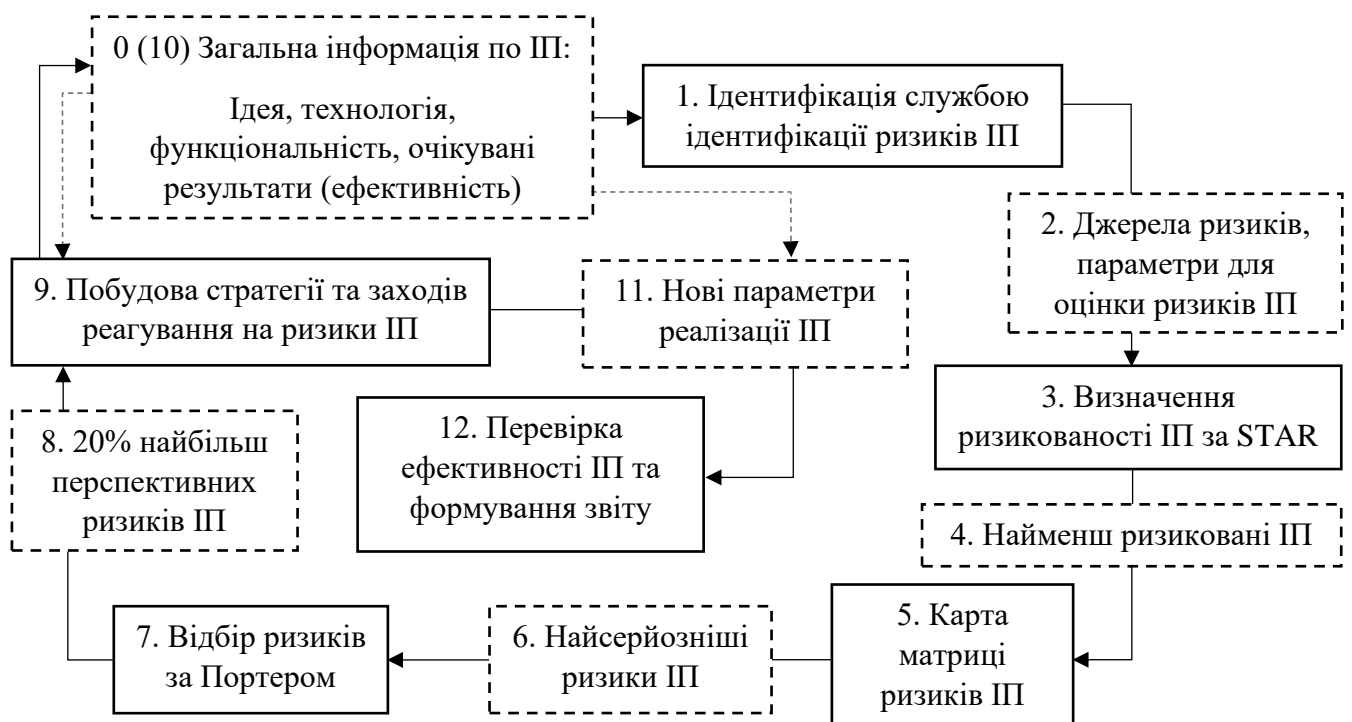 0 (10) Загальна інформація по ІП:
Ідея, технологія,
функціональність, очікувані
результати (ефективність)
1. Ідентифікація службою
ідентифікації ризиків ІП
2. Джерела ризиків,
параметри для
оцінки ризиків ІП
3. Визначення
ризикованості ІП за STAR
4. Найменш ризиковані ІП
5. Карта
матриці
ризиків ІП
6. Найсерйозніші
ризики ІП
7. Відбір ризиків
за Портером
8. 20% найбільш
перспективних
ризиків ІП
9. Побудова стратегії та заходів
реагування на ризики ІП
11. Нові параметри
реалізації ІП
12. Перевірка
ефективності ІП та
формування звіту